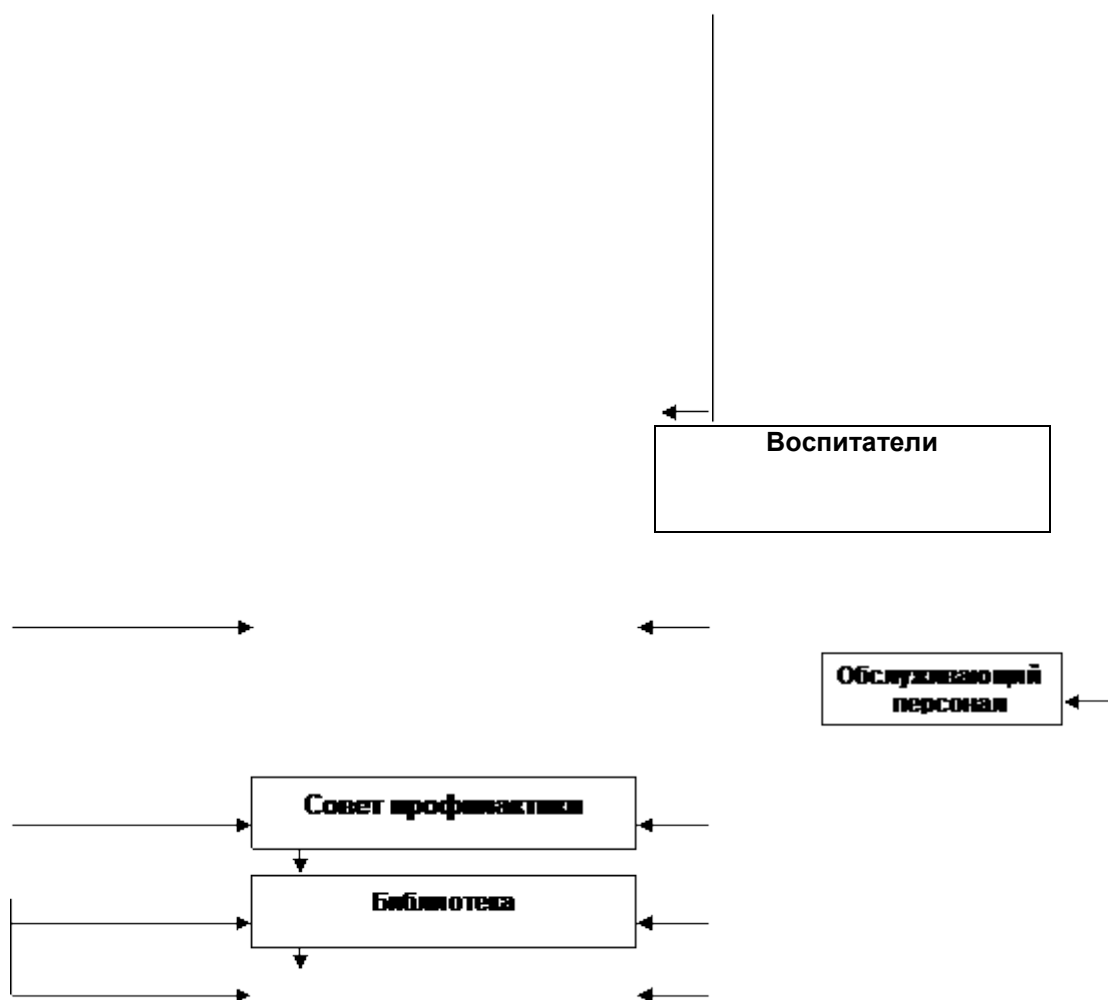 Воспитатели
Обслуживающий
персонал
Совет профилактики
Библиотека